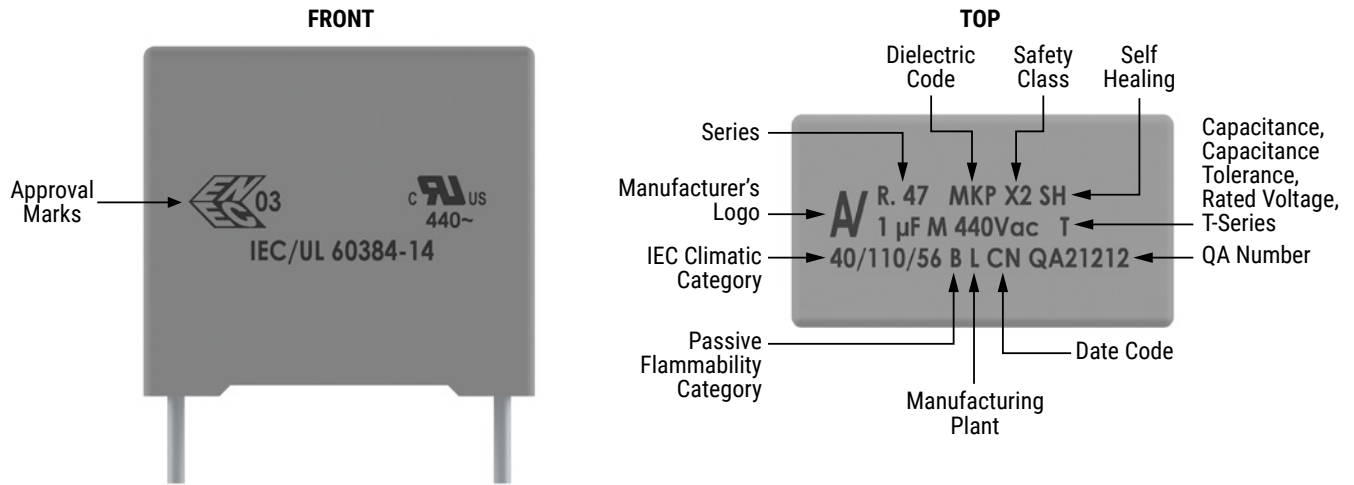 FRONT
Approval
Marks
ENEC 03
C RU US
440~
IEC/UL 60384-14
TOP
Dielectric
Code
Safety
Class
Self
Healing
Series
Manufacturer's
Logo
IEC Climatic
Category
Passive
Flammability
Category
Manufacturing
Plant
Date Code
Capacitance,
Capacitance
Tolerance,
Rated Voltage,
T-Series
QA Number
R. 47 MKP X2 SH
1 µF M 440Vac T
40/110/56 B L CN QA21212